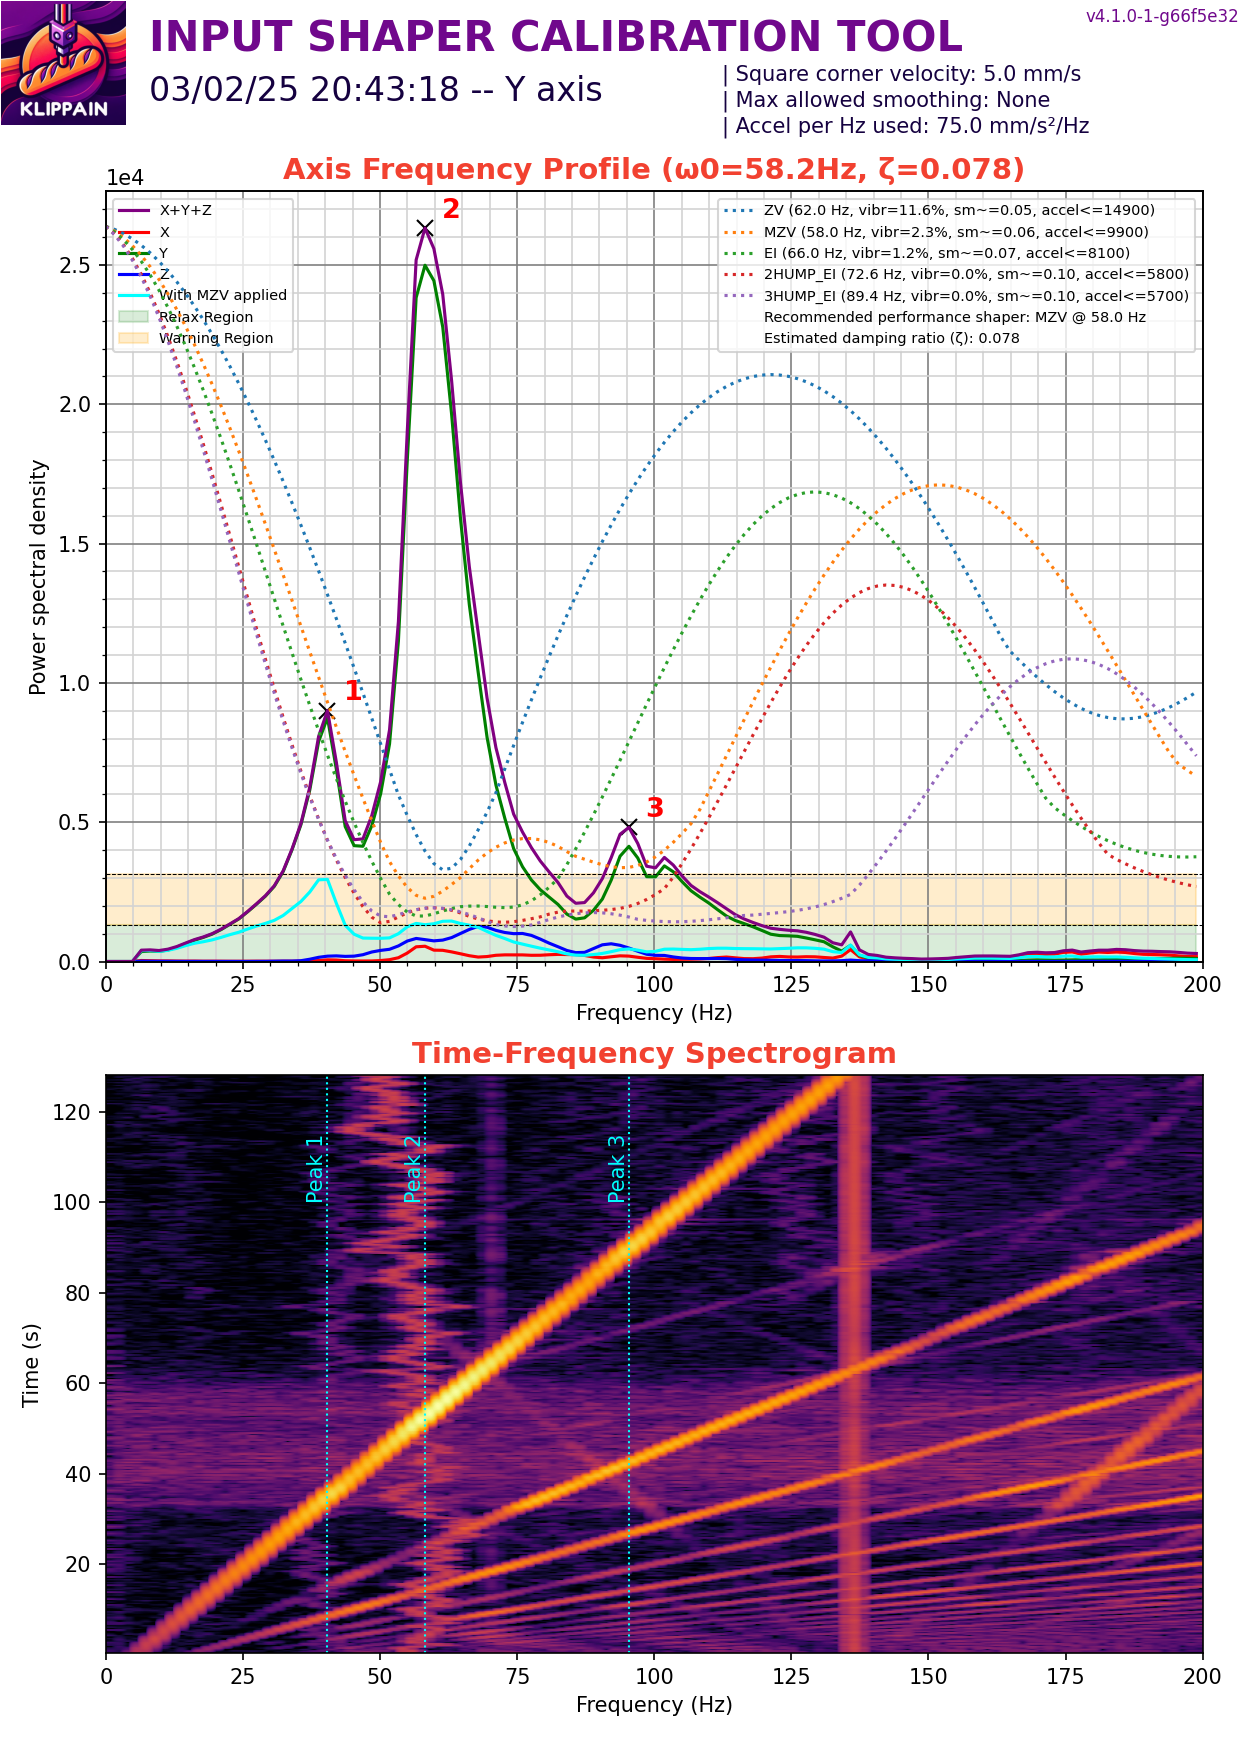 v4.1.0-1-g66f5e32
INPUT SHAPER CALIBRATION TOOL
03/02/25 20:43:18 -- Y axis
| Square corner velocity: 5.0 mm/s
| Max allowed smoothing: None
| Accel per Hz used: 75.0 mm/s²/Hz
KLIPPAIN
Axis Frequency Profile (ω0=58.2Hz, ζ=0.078)
1e4
X+Y+Z
X
Y
Z
With MZV applied
Relax Region
Warning Region
ZV (62.0 Hz, vibr=11.6%, sm~=0.05, accel<=14900)
MZV (58.0 Hz, vibr=2.3%, sm~=0.06, accel<=9900)
EI (66.0 Hz, vibr=1.2%, sm~=0.07, accel<=8100)
2HUMP_EI (72.6 Hz, vibr=0.0%, sm~=0.10, accel<=5800)
3HUMP_EI (89.4 Hz, vibr=0.0%, sm~=0.10, accel<=5700)
Recommended performance shaper: MZV @ 58.0 Hz
Estimated damping ratio (ζ): 0.078
2
1
3
Power spectral density
2.5
2.0
1.5
1.0
0.5
0.0
0 25 50 75 100 125 150 175 200
Frequency (Hz)
Time-Frequency Spectrogram
Time (s)
120
100
80
60
40
20
Peak 1
Peak 2
Peak 3
0 25 50 75 100 125 150 175 200
Frequency (Hz)